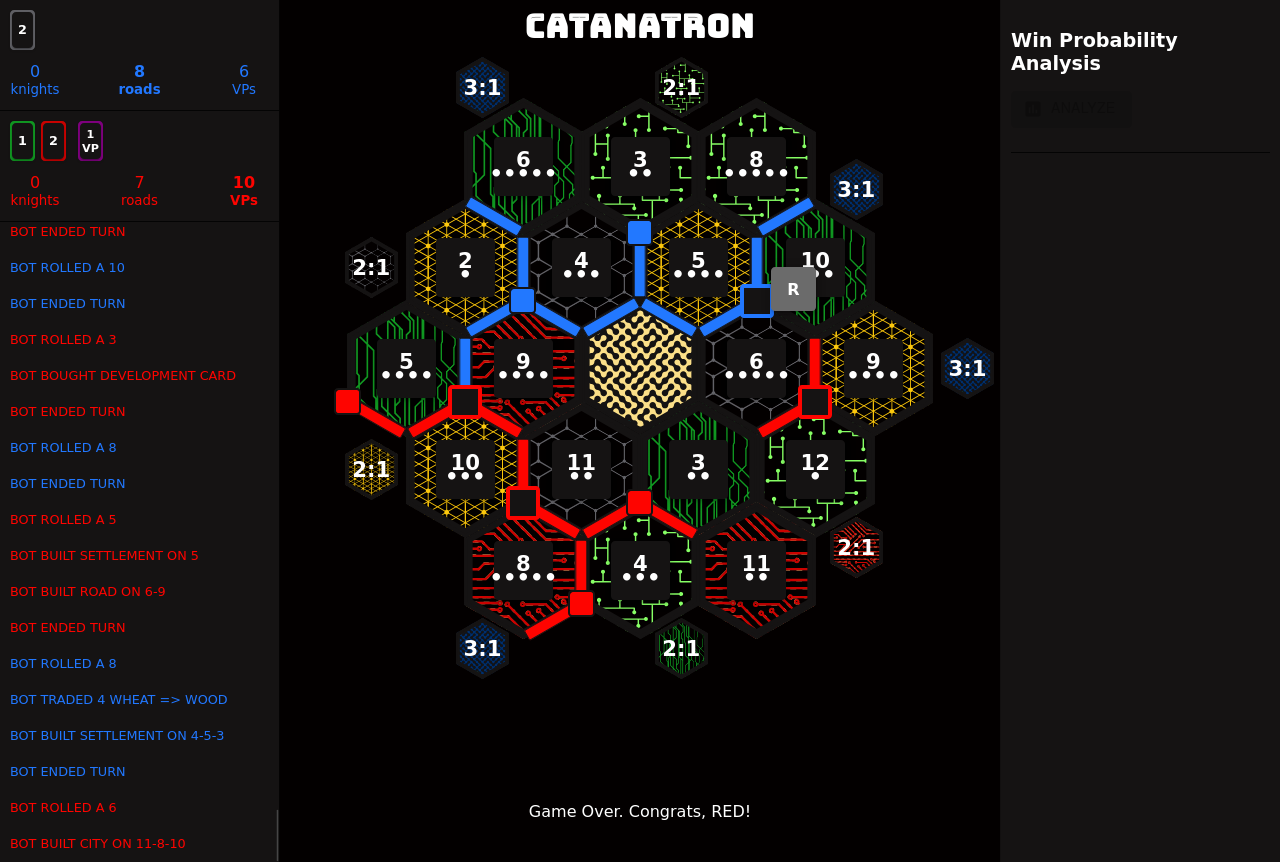 CATANATRON
2
0
knights
8
roads
6
VPs
1
2
1
VP
0
knights
7
roads
10
VPs
BOT ENDED TURN
BOT ROLLED A 10
BOT ENDED TURN
BOT ROLLED A 3
BOT BOUGHT DEVELOPMENT CARD
BOT ENDED TURN
BOT ROLLED A 8
BOT ENDED TURN
BOT ROLLED A 5
BOT BUILT SETTLEMENT ON 5
BOT BUILT ROAD ON 6-9
BOT ENDED TURN
BOT ROLLED A 8
BOT TRADED 4 WHEAT => WOOD
BOT BUILT SETTLEMENT ON 4-5-3
BOT ENDED TURN
BOT ROLLED A 6
BOT BUILT CITY ON 11-8-10
3:1
2:1
6
3
8
3:1
2:1
2
4
5
10
R
5
9
6
9
3:1
2:1
10
11
3
12
8
4
11
2:1
3:1
2:1
Game Over. Congrats, RED!
Win Probability
Analysis
ANALYZE